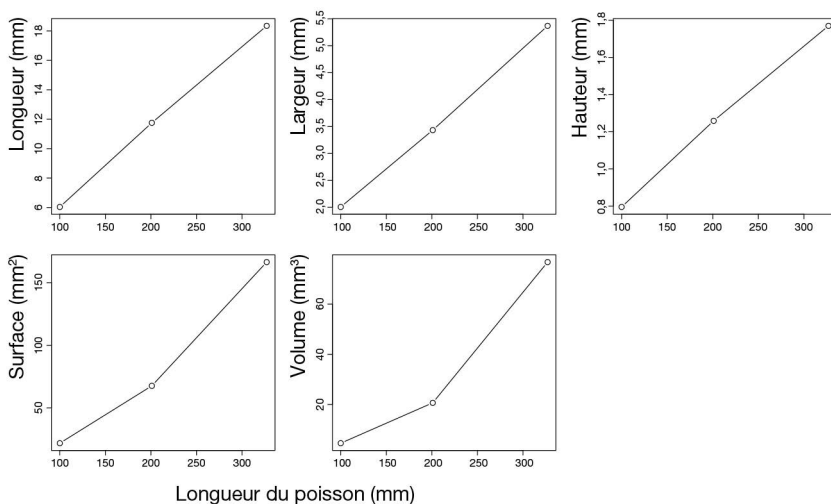 Longueur (mm)
6 8 10 12 14 16 18
100 150 200 250 300
Largeur (mm)
2,0 2,5 3,0 3,5 4,0 4,5 5,0 5,5
100 150 200 250 300
Hauteur (mm)
0,8 1,0 1,2 1,4 1,6 1,8
100 150 200 250 300
Surface (mm²)
50 100 150
100 150 200 250 300
Volume (mm³)
20 40 60
100 150 200 250 300
Longueur du poisson (mm)